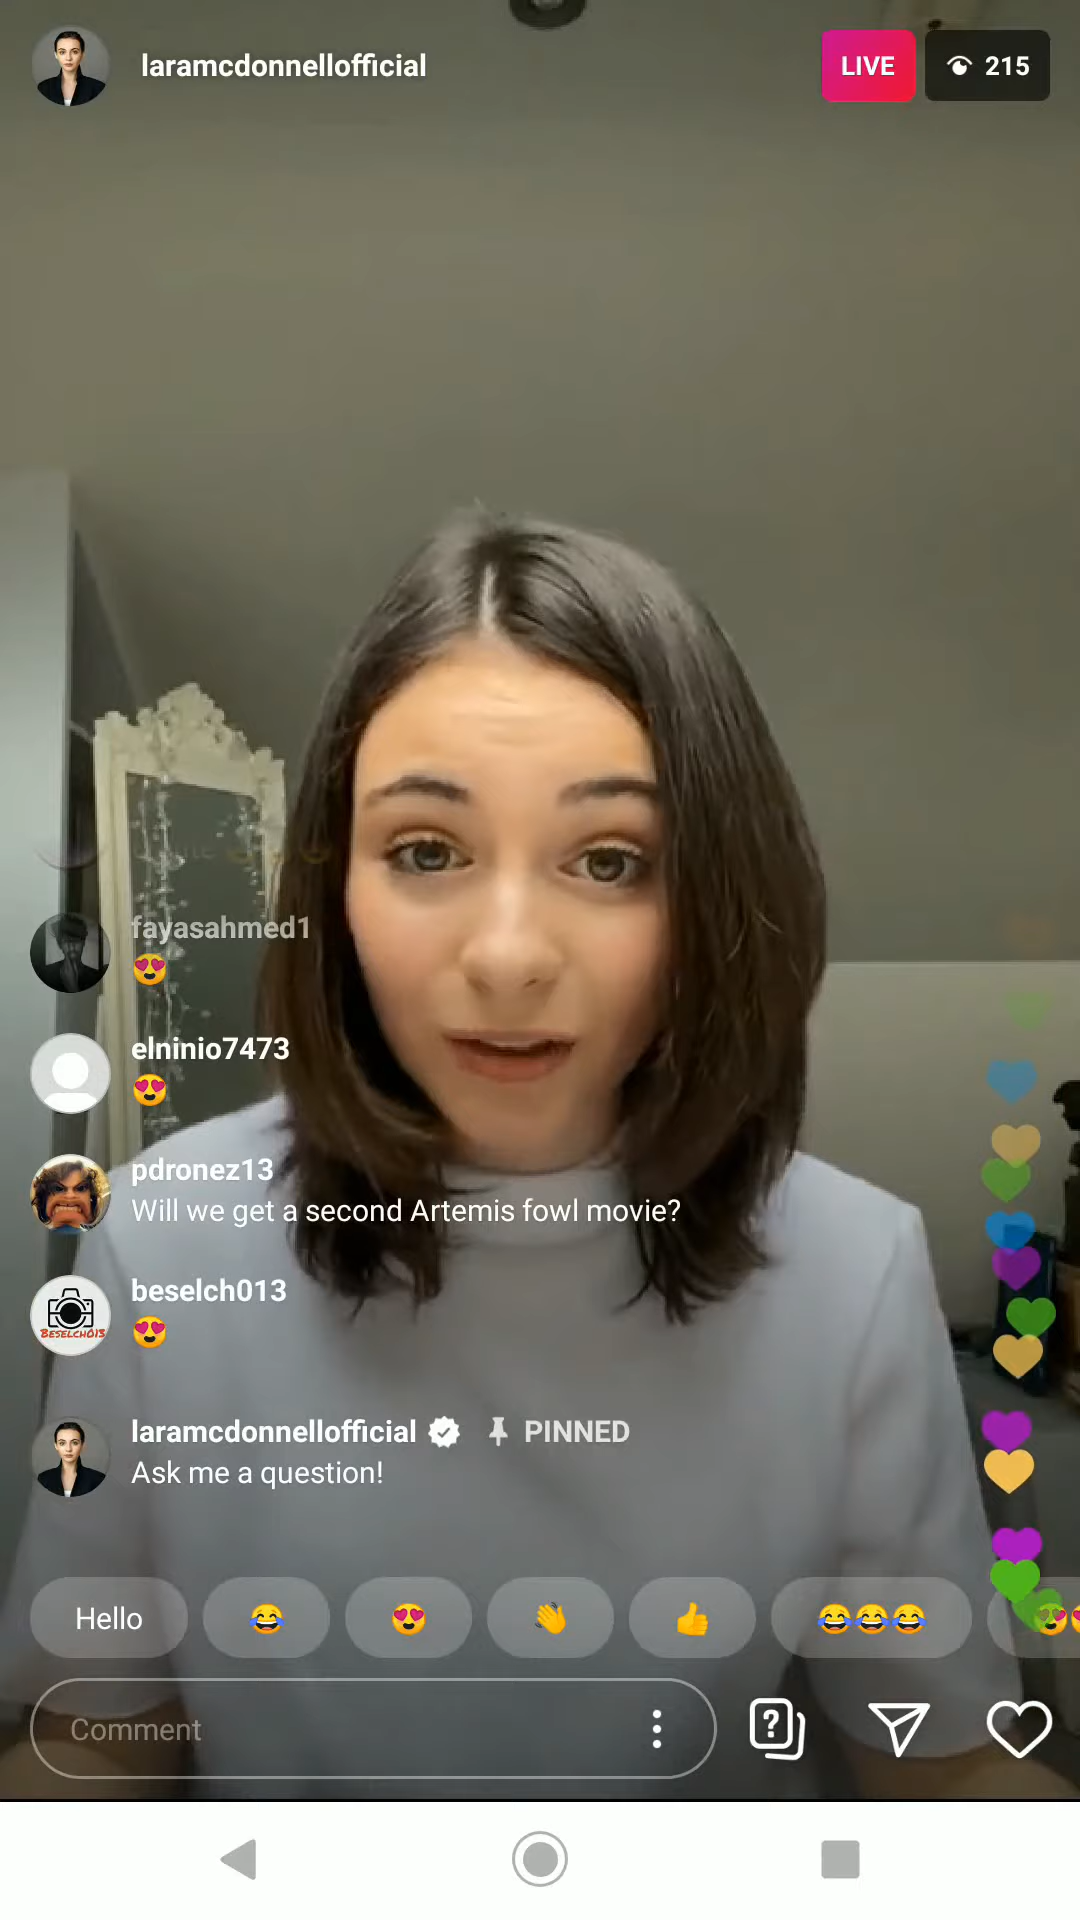 laramcdonnellofficial
LIVE
215
fayasahmed1
😍
elninio7473
😍
pdronez13
Will we get a second Artemis fowl movie?
beselch013
😍
BESELCH013
laramcdonnellofficial PINNED
Ask me a question!
Hello
😂
😍
👋
👍
😂😂😂
Comment